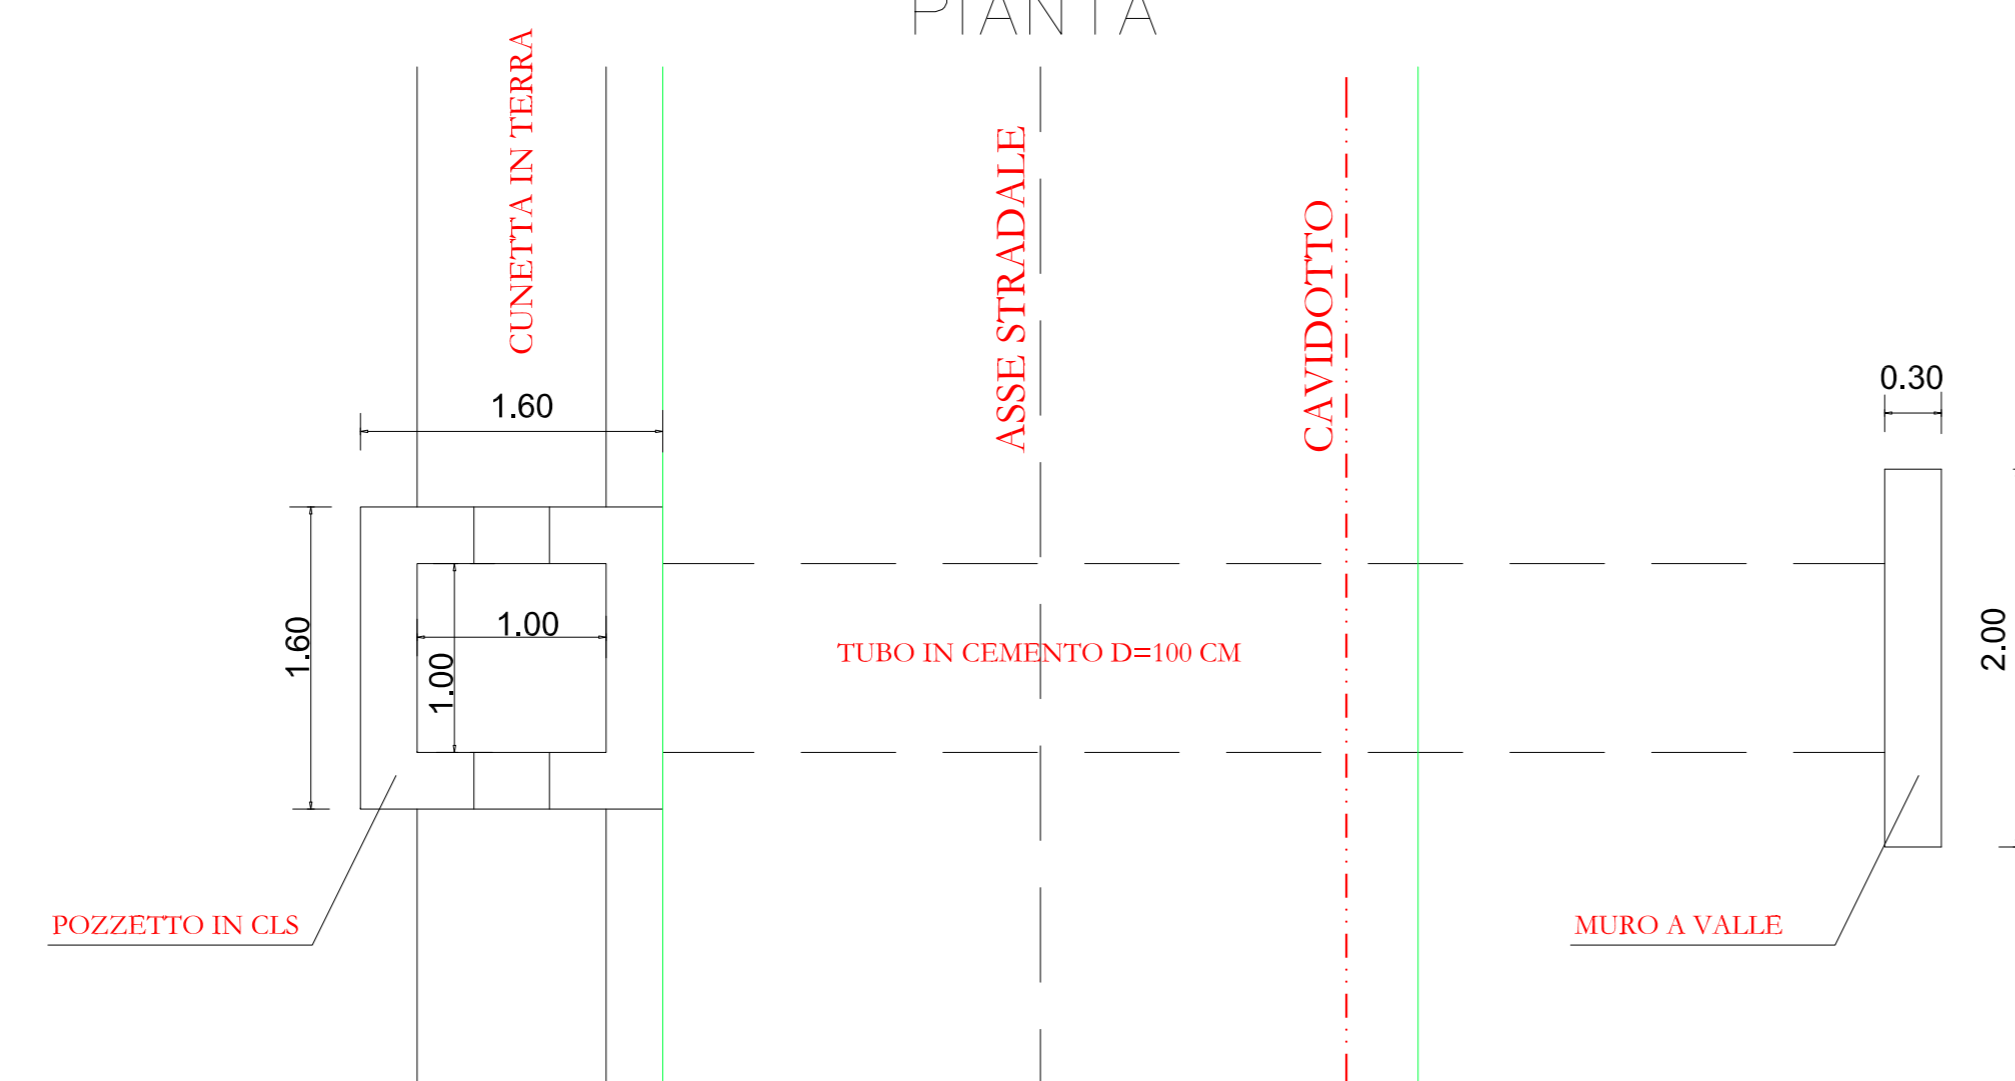 PIANTA
CUNETTA IN TERRA
ASSE STRADALE
CAVIDOTTO
0.30
1.60
1.60
1.00
1.00
TUBO IN CEMENTO D=100 CM
2.00
POZZETTO IN CLS
MURO A VALLE